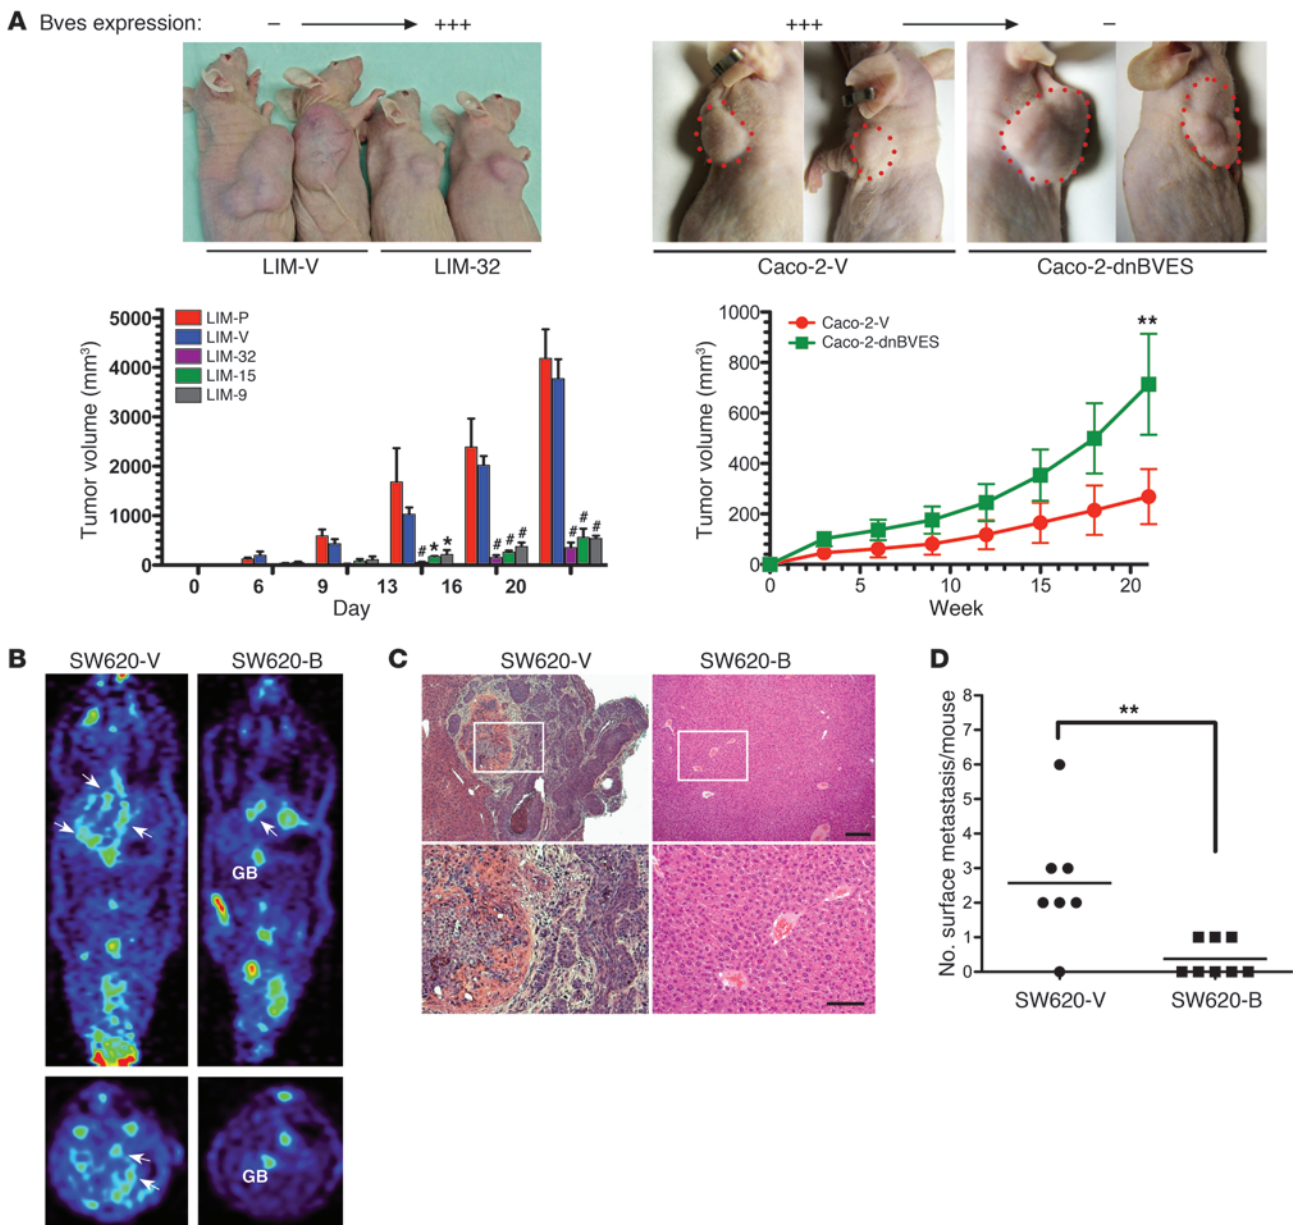 A Bves expression: – +++ +++ –
LIM-V LIM-32 Caco-2-V Caco-2-dnBVES
Tumor volume (mm³)
5000
4000
3000
2000
1000
0
LIM-P
LIM-V
LIM-32
LIM-15
LIM-9
# * * # # # # # #
0 6 9 13 16 20
Day
Tumor volume (mm³)
1000
800
600
400
200
0
Caco-2-V
Caco-2-dnBVES
**
0 5 10 15 20
Week
B
SW620-V SW620-B
GB
GB
C
SW620-V SW620-B
D
No. surface metastasis/mouse
8
7
6
5
4
3
2
1
0
**
SW620-V SW620-B